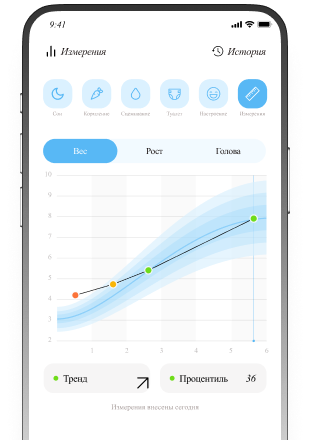 9:41
Измерения
История
Сон
Кормление
Сцеживание
Туалет
Настроение
Измерения
Вес
Рост
Голова
10
9
8
7
6
5
4
3
2
1 2 3 4 5 6
Тренд
Процентиль 36
Измерения внесены сегодня